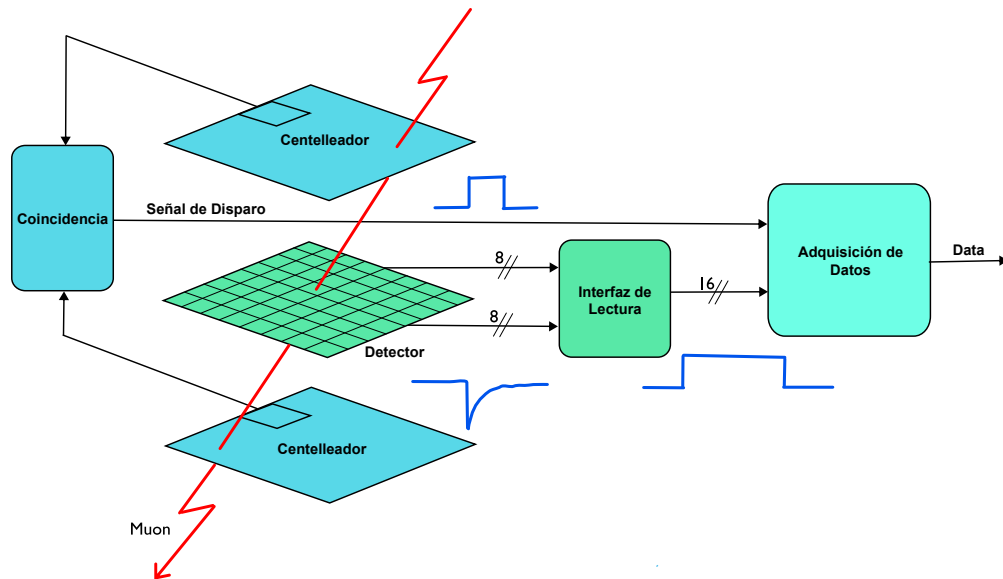 Centelleador
Coincidencia
Señal de Disparo
Adquisición de
Datos
Data
8
Interfaz de
Lectura
16
8
Detector
Centelleador
Muon